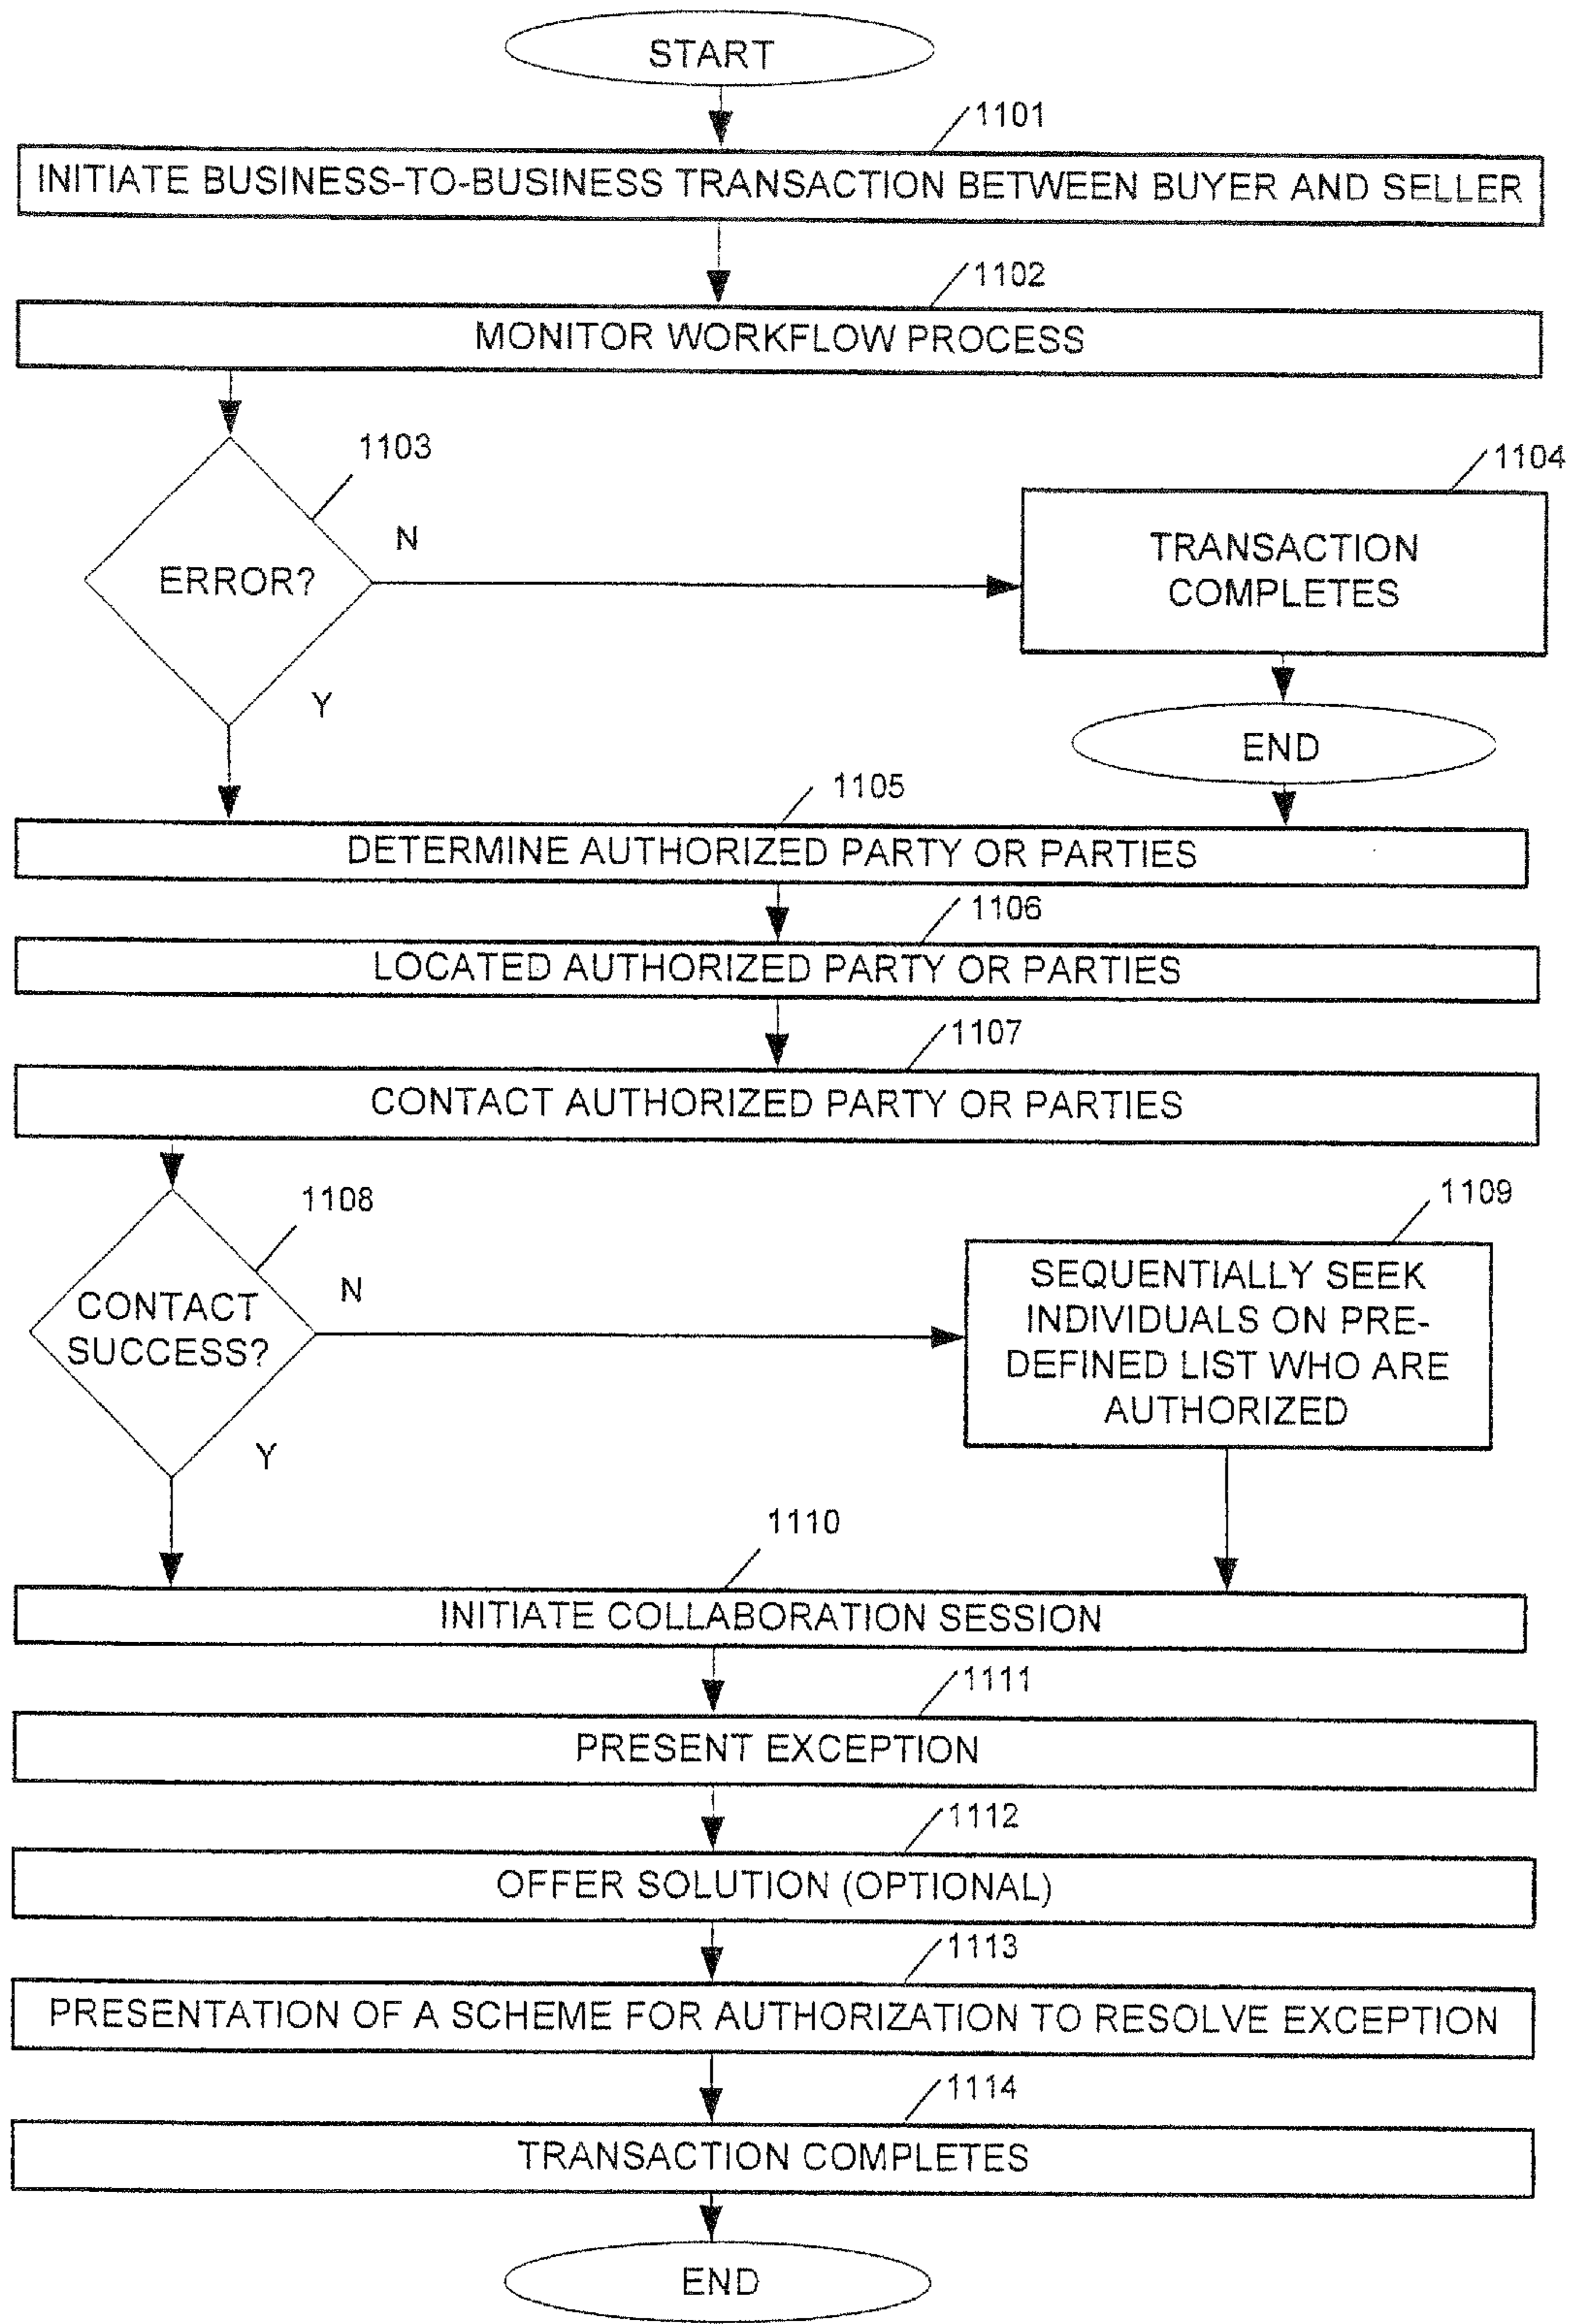 START
1101
INITIATE BUSINESS-TO-BUSINESS TRANSACTION BETWEEN BUYER AND SELLER
1102
MONITOR WORKFLOW PROCESS
1103
ERROR?
N
Y
1104
TRANSACTION
COMPLETES
END
1105
DETERMINE AUTHORIZED PARTY OR PARTIES
1106
LOCATED AUTHORIZED PARTY OR PARTIES
1107
CONTACT AUTHORIZED PARTY OR PARTIES
1108
CONTACT
SUCCESS?
N
Y
1109
SEQUENTIALLY SEEK
INDIVIDUALS ON PRE-
DEFINED LIST WHO ARE
AUTHORIZED
1110
INITIATE COLLABORATION SESSION
1111
PRESENT EXCEPTION
1112
OFFER SOLUTION (OPTIONAL)
1113
PRESENTATION OF A SCHEME FOR AUTHORIZATION TO RESOLVE EXCEPTION
1114
TRANSACTION COMPLETES
END